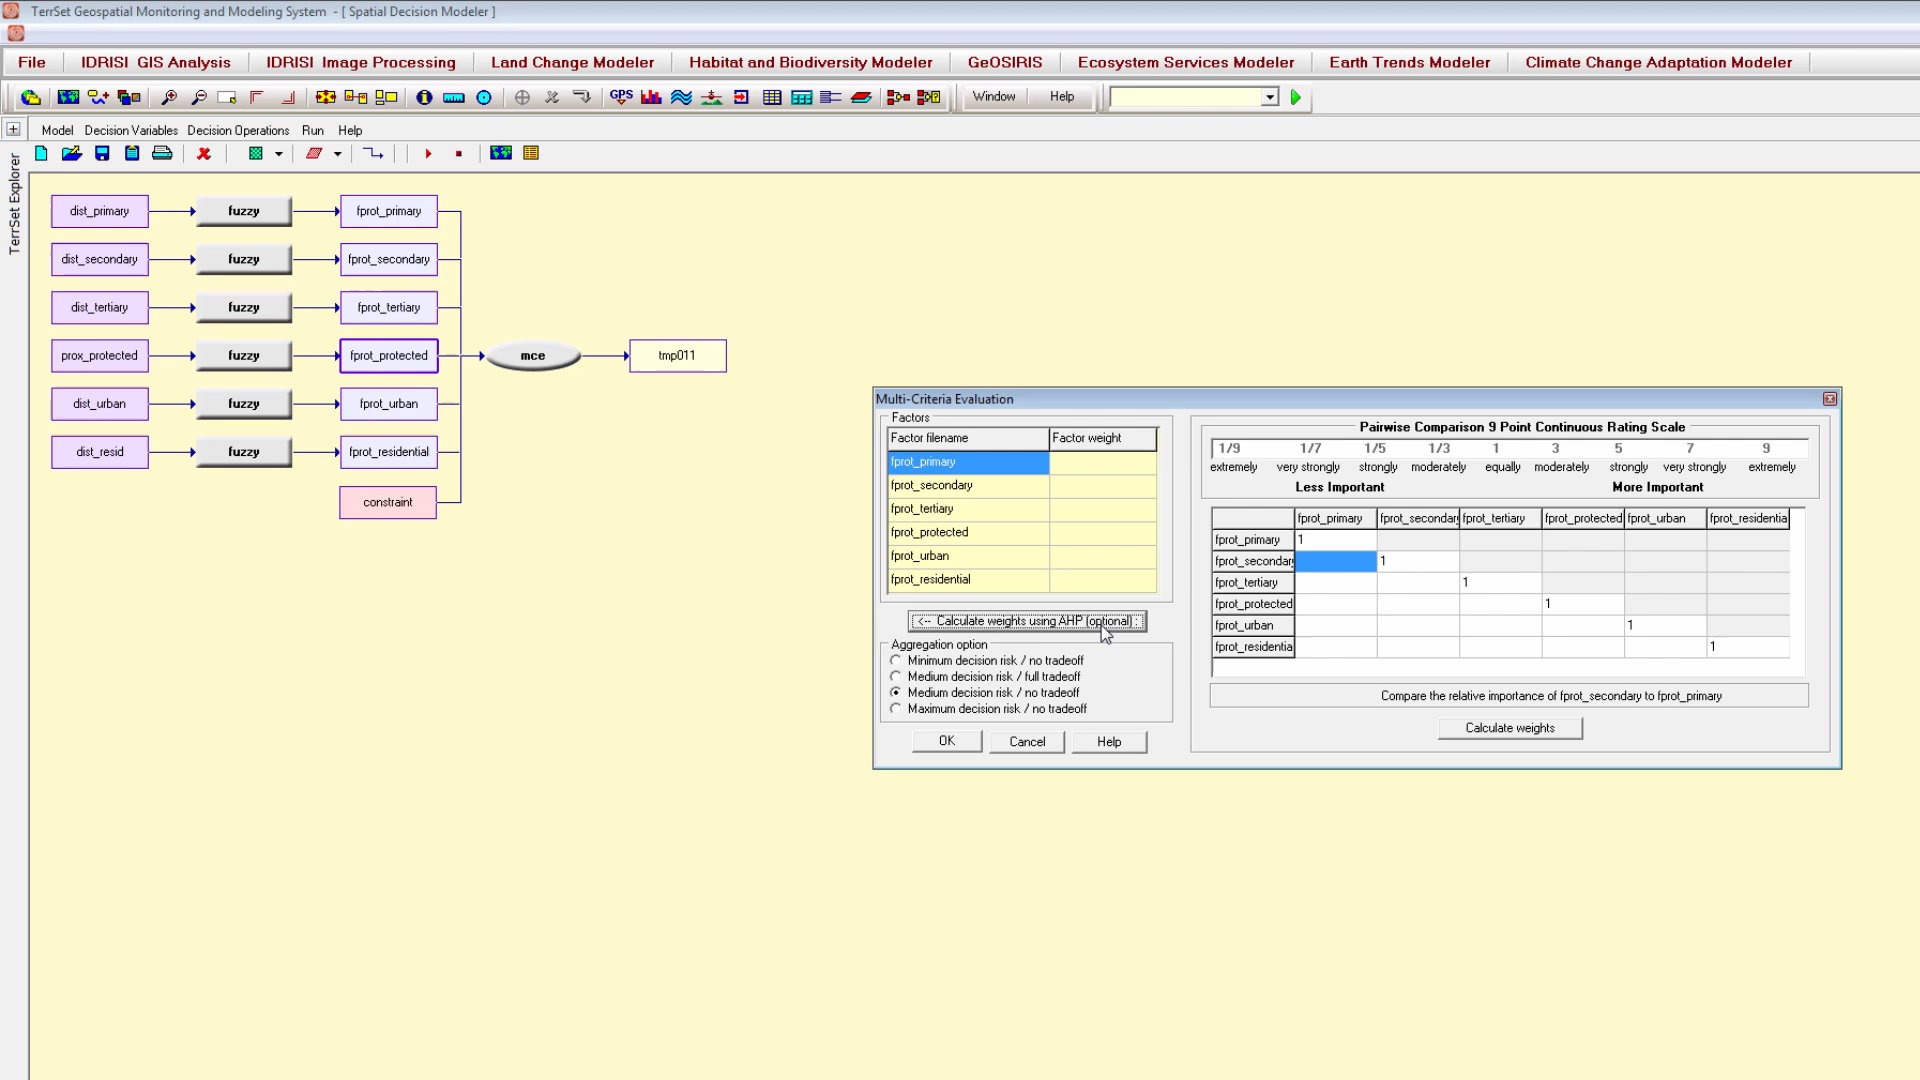 TerrSet Geospatial Monitoring and Modeling System - [ Spatial Decision Modeler ]
File IDRISI GIS Analysis IDRISI Image Processing Land Change Modeler Habitat and Biodiversity Modeler GeOSIRIS Ecosystem Services Modeler Earth Trends Modeler Climate Change Adaptation Modeler
GPS Window Help
Model Decision Variables Decision Operations Run Help
TerrSet Explorer
dist_primary fuzzy fprot_primary
dist_secondary fuzzy fprot_secondary
dist_tertiary fuzzy fprot_tertiary
prox_protected fuzzy fprot_protected mce tmp011
dist_urban fuzzy fprot_urban
dist_resid fuzzy fprot_residential
constraint
Multi-Criteria Evaluation
Factors
Factor filename Factor weight
fprot_primary
fprot_secondary
fprot_tertiary
fprot_protected
fprot_urban
fprot_residential
<-- Calculate weights using AHP (optional) :
Aggregation option
Minimum decision risk / no tradeoff
Medium decision risk / full tradeoff
Medium decision risk / no tradeoff
Maximum decision risk / no tradeoff
OK Cancel Help
Pairwise Comparison 9 Point Continuous Rating Scale
1/9 1/7 1/5 1/3 1 3 5 7 9
extremely very strongly strongly moderately equally moderately strongly very strongly extremely
Less Important More Important
fprot_primary fprot_secondary fprot_tertiary fprot_protected fprot_urban fprot_residentia
fprot_primary 1
fprot_secondary 1
fprot_tertiary 1
fprot_protected 1
fprot_urban 1
fprot_residentia 1
Compare the relative importance of fprot_secondary to fprot_primary
Calculate weights